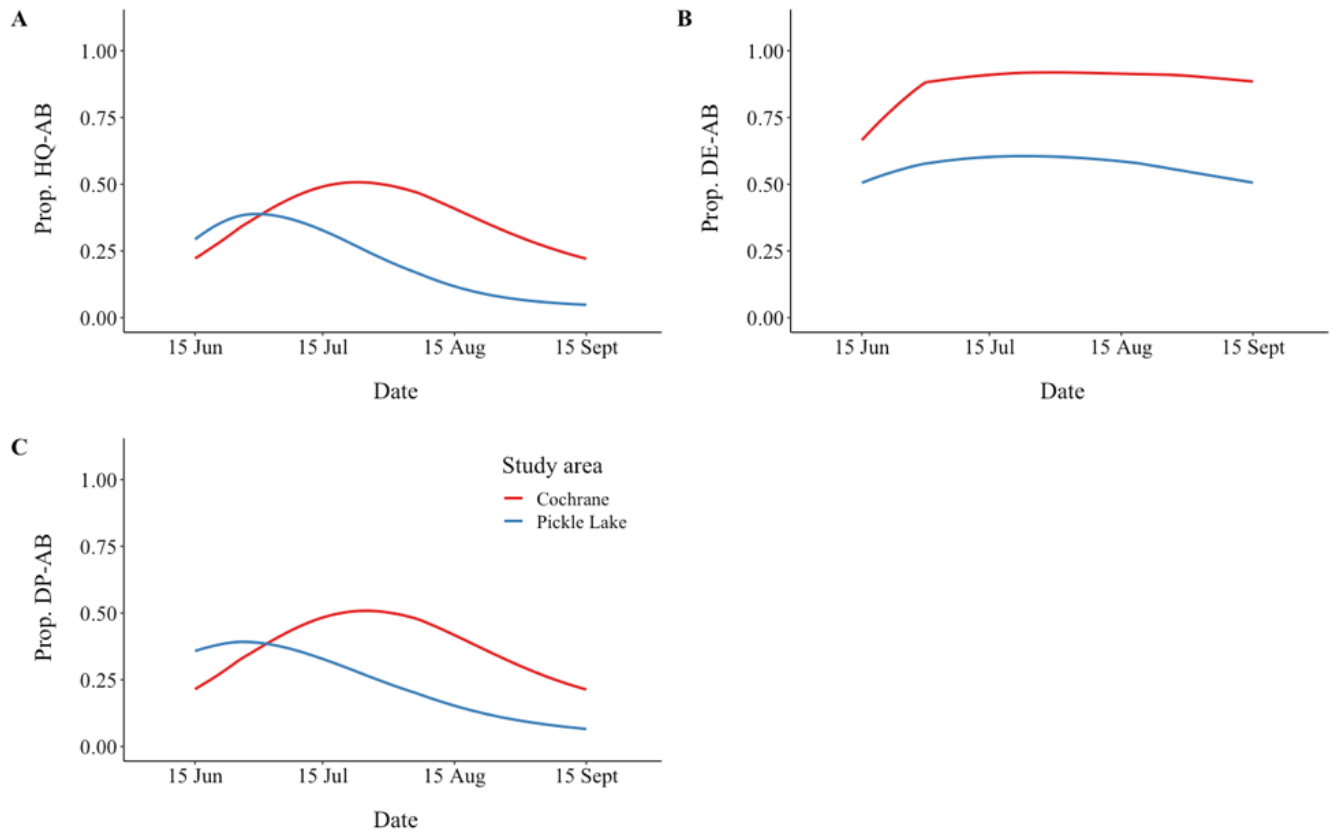 A
Prop. HQ-AB
1.00
0.75
0.50
0.25
0.00
15 Jun 15 Jul 15 Aug 15 Sept
Date
B
Prop. DE-AB
1.00
0.75
0.50
0.25
0.00
15 Jun 15 Jul 15 Aug 15 Sept
Date
C
Prop. DP-AB
1.00
0.75
0.50
0.25
0.00
Study area
Cochrane
Pickle Lake
15 Jun 15 Jul 15 Aug 15 Sept
Date